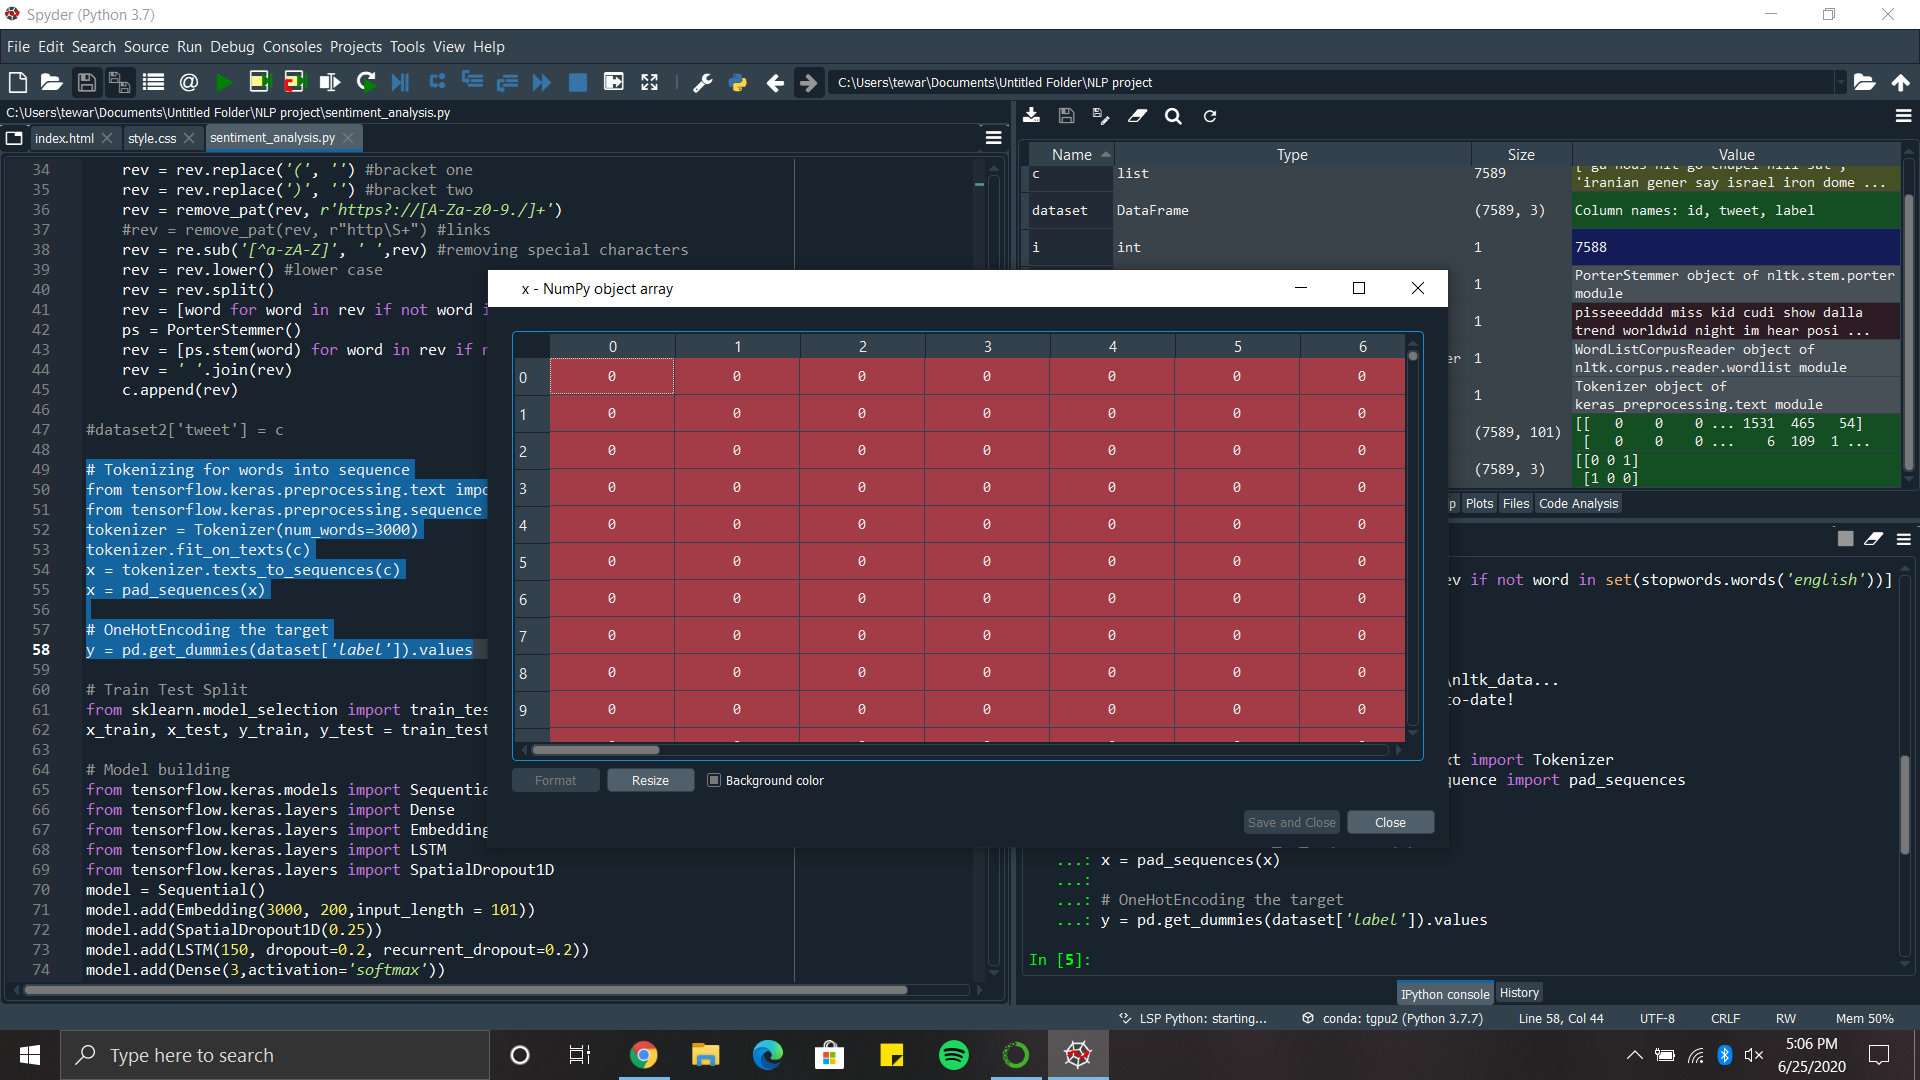 Spyder (Python 3.7)
File Edit Search Source Run Debug Consoles Projects Tools View Help
C:\Users\tewar\Documents\Untitled Folder\NLP project
C:\Users\tewar\Documents\Untitled Folder\NLP project\sentiment_analysis.py
index.html style.css sentiment_analysis.py
34 rev = rev.replace('(', '') #bracket one
35 rev = rev.replace(')', '') #bracket two
36 rev = remove_pat(rev, r'https?://[A-Za-z0-9./]+')
37 #rev = remove_pat(rev, r"http\S+") #links
38 rev = re.sub('[^a-zA-Z]', ' ',rev) #removing special characters
39 rev = rev.lower() #lower case
40 rev = rev.split()
41 rev = [word for word in rev if not word i
42 ps = PorterStemmer()
43 rev = [ps.stem(word) for word in rev if n
44 rev = ' '.join(rev)
45 c.append(rev)
46
47 #dataset2['tweet'] = c
48
49 # Tokenizing for words into sequence
50 from tensorflow.keras.preprocessing.text impo
51 from tensorflow.keras.preprocessing.sequence
52 tokenizer = Tokenizer(num_words=3000)
53 tokenizer.fit_on_texts(c)
54 x = tokenizer.texts_to_sequences(c)
55 x = pad_sequences(x)
56
57 # OneHotEncoding the target
58 y = pd.get_dummies(dataset['label']).values
59
60 # Train Test Split
61 from sklearn.model_selection import train_tes
62 x_train, x_test, y_train, y_test = train_test
63
64 # Model building
65 from tensorflow.keras.models import Sequentia
66 from tensorflow.keras.layers import Dense
67 from tensorflow.keras.layers import Embedding
68 from tensorflow.keras.layers import LSTM
69 from tensorflow.keras.layers import SpatialDropout1D
70 model = Sequential()
71 model.add(Embedding(3000, 200,input_length = 101))
72 model.add(SpatialDropout1D(0.25))
73 model.add(LSTM(150, dropout=0.2, recurrent_dropout=0.2))
74 model.add(Dense(3,activation='softmax'))
Name Type Size Value
c list 7589 ['ga nous hit go chapel hill sat',
'iranian gener say israel iron dome ...
dataset DataFrame (7589, 3) Column names: id, tweet, label
i int 1 7588
1 PorterStemmer object of nltk.stem.porter
module
1 pisseeedddd miss kid cudi show dalla
trend worldwid night im hear posi ...
er 1 WordListCorpusReader object of
nltk.corpus.reader.wordlist module
1 Tokenizer object of
keras_preprocessing.text module
(7589, 101) [[ 0 0 0 ... 1531 465 54]
[ 0 0 0 ... 6 109 1 ...
(7589, 3) [[0 0 1]
[1 0 0]
p Plots Files Code Analysis
x - NumPy object array
0 1 2 3 4 5 6
0 0 0 0 0 0 0 0
1 0 0 0 0 0 0 0
2 0 0 0 0 0 0 0
3 0 0 0 0 0 0 0
4 0 0 0 0 0 0 0
5 0 0 0 0 0 0 0
6 0 0 0 0 0 0 0
7 0 0 0 0 0 0 0
8 0 0 0 0 0 0 0
9 0 0 0 0 0 0 0
Format Resize Background color
Save and Close Close
ev if not word in set(stopwords.words('english'))]
\nltk_data...
to-date!
xt import Tokenizer
quence import pad_sequences
...: x = pad_sequences(x)
...:
...: # OneHotEncoding the target
...: y = pd.get_dummies(dataset['label']).values
In [5]:
IPython console History
LSP Python: starting... conda: tgpu2 (Python 3.7.7) Line 58, Col 44 UTF-8 CRLF RW Mem 50%
Type here to search
5:06 PM
6/25/2020